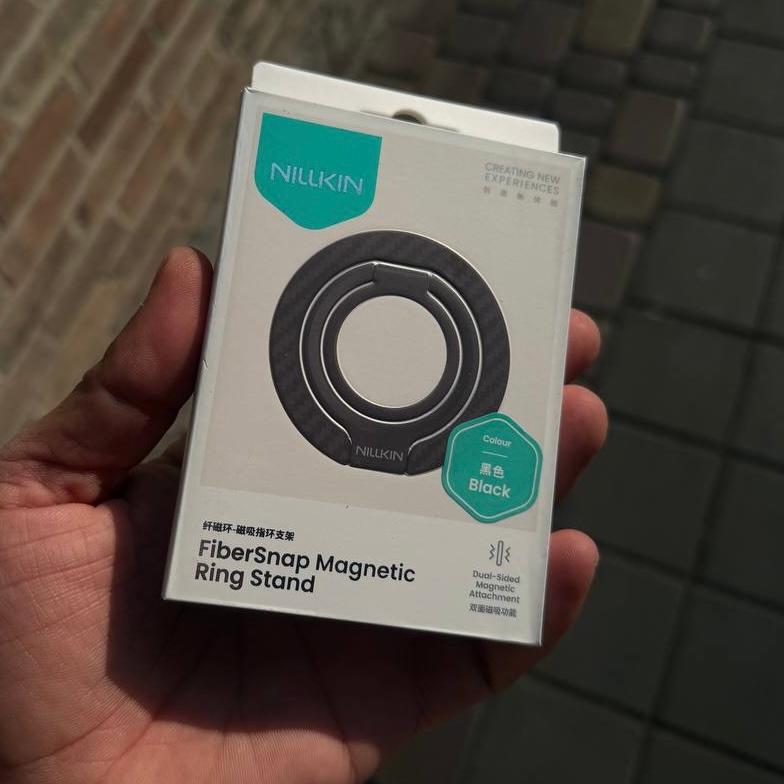 NILLKIN
CREATING NEW
EXPERIENCES
NILLKIN
Colour
黑色
Black
纤磁环-磁吸指环支架
FiberSnap Magnetic
Ring Stand
Dual-Sided
Magnetic
Attachment
双面磁吸功能